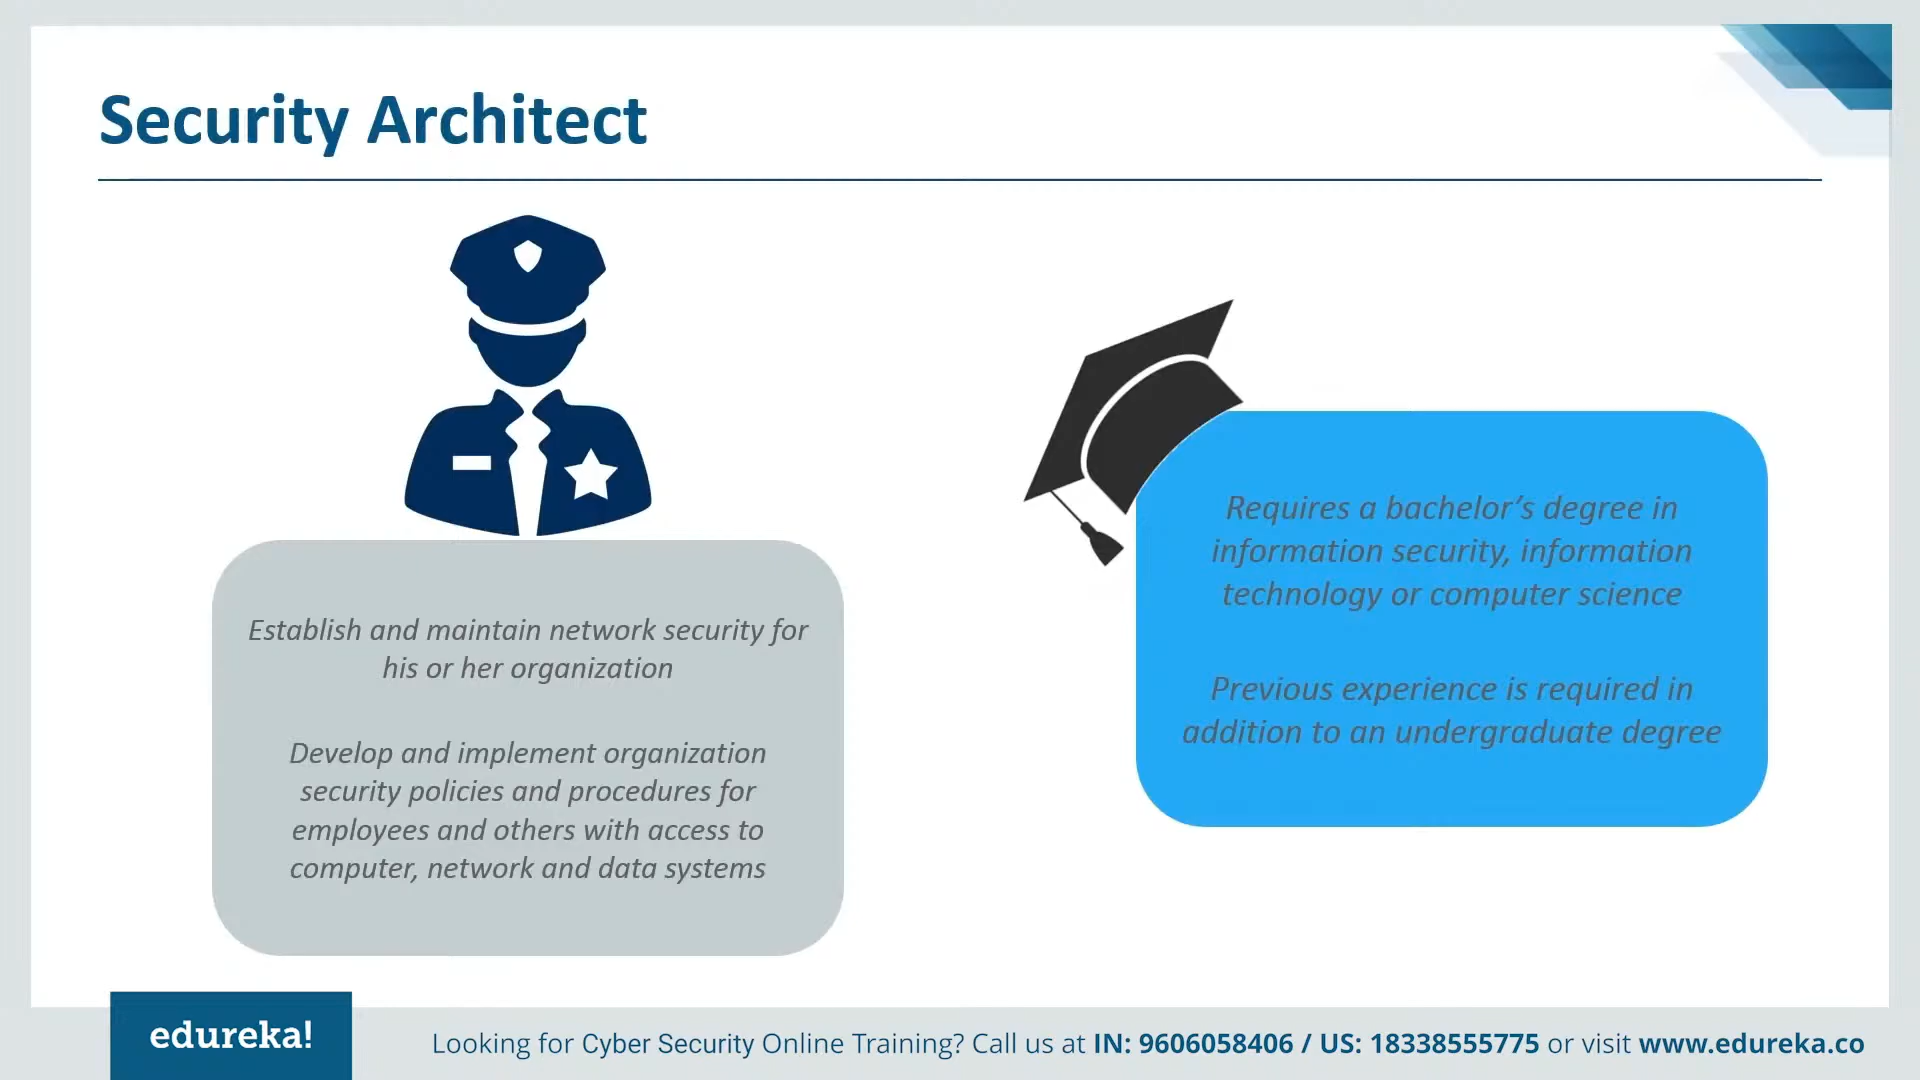 Security Architect
Establish and maintain network security for
his or her organization
Develop and implement organization
security policies and procedures for
employees and others with access to
computer, network and data systems
Requires a bachelor’s degree in
information security, information
technology or computer science
Previous experience is required in
addition to an undergraduate degree
edureka!
Looking for Cyber Security Online Training? Call us at IN: 9606058406 / US: 18338555775 or visit www.edureka.co